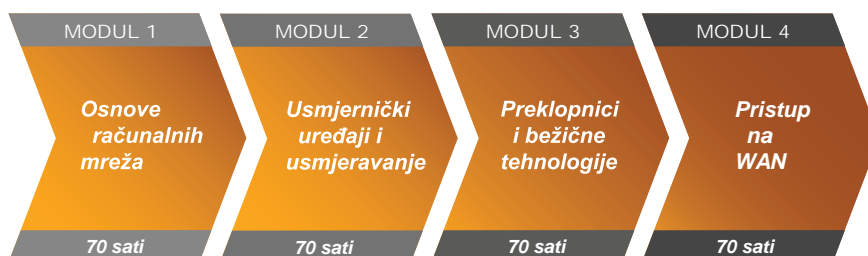 MODUL 1
Osnove
računalnih
mreža
70 sati
MODUL 2
Usmjernički
uređaji i
usmjeravanje
70 sati
MODUL 3
Preklopnici
i bežične
tehnologije
70 sati
MODUL 4
Pristup
na
WAN
70 sati